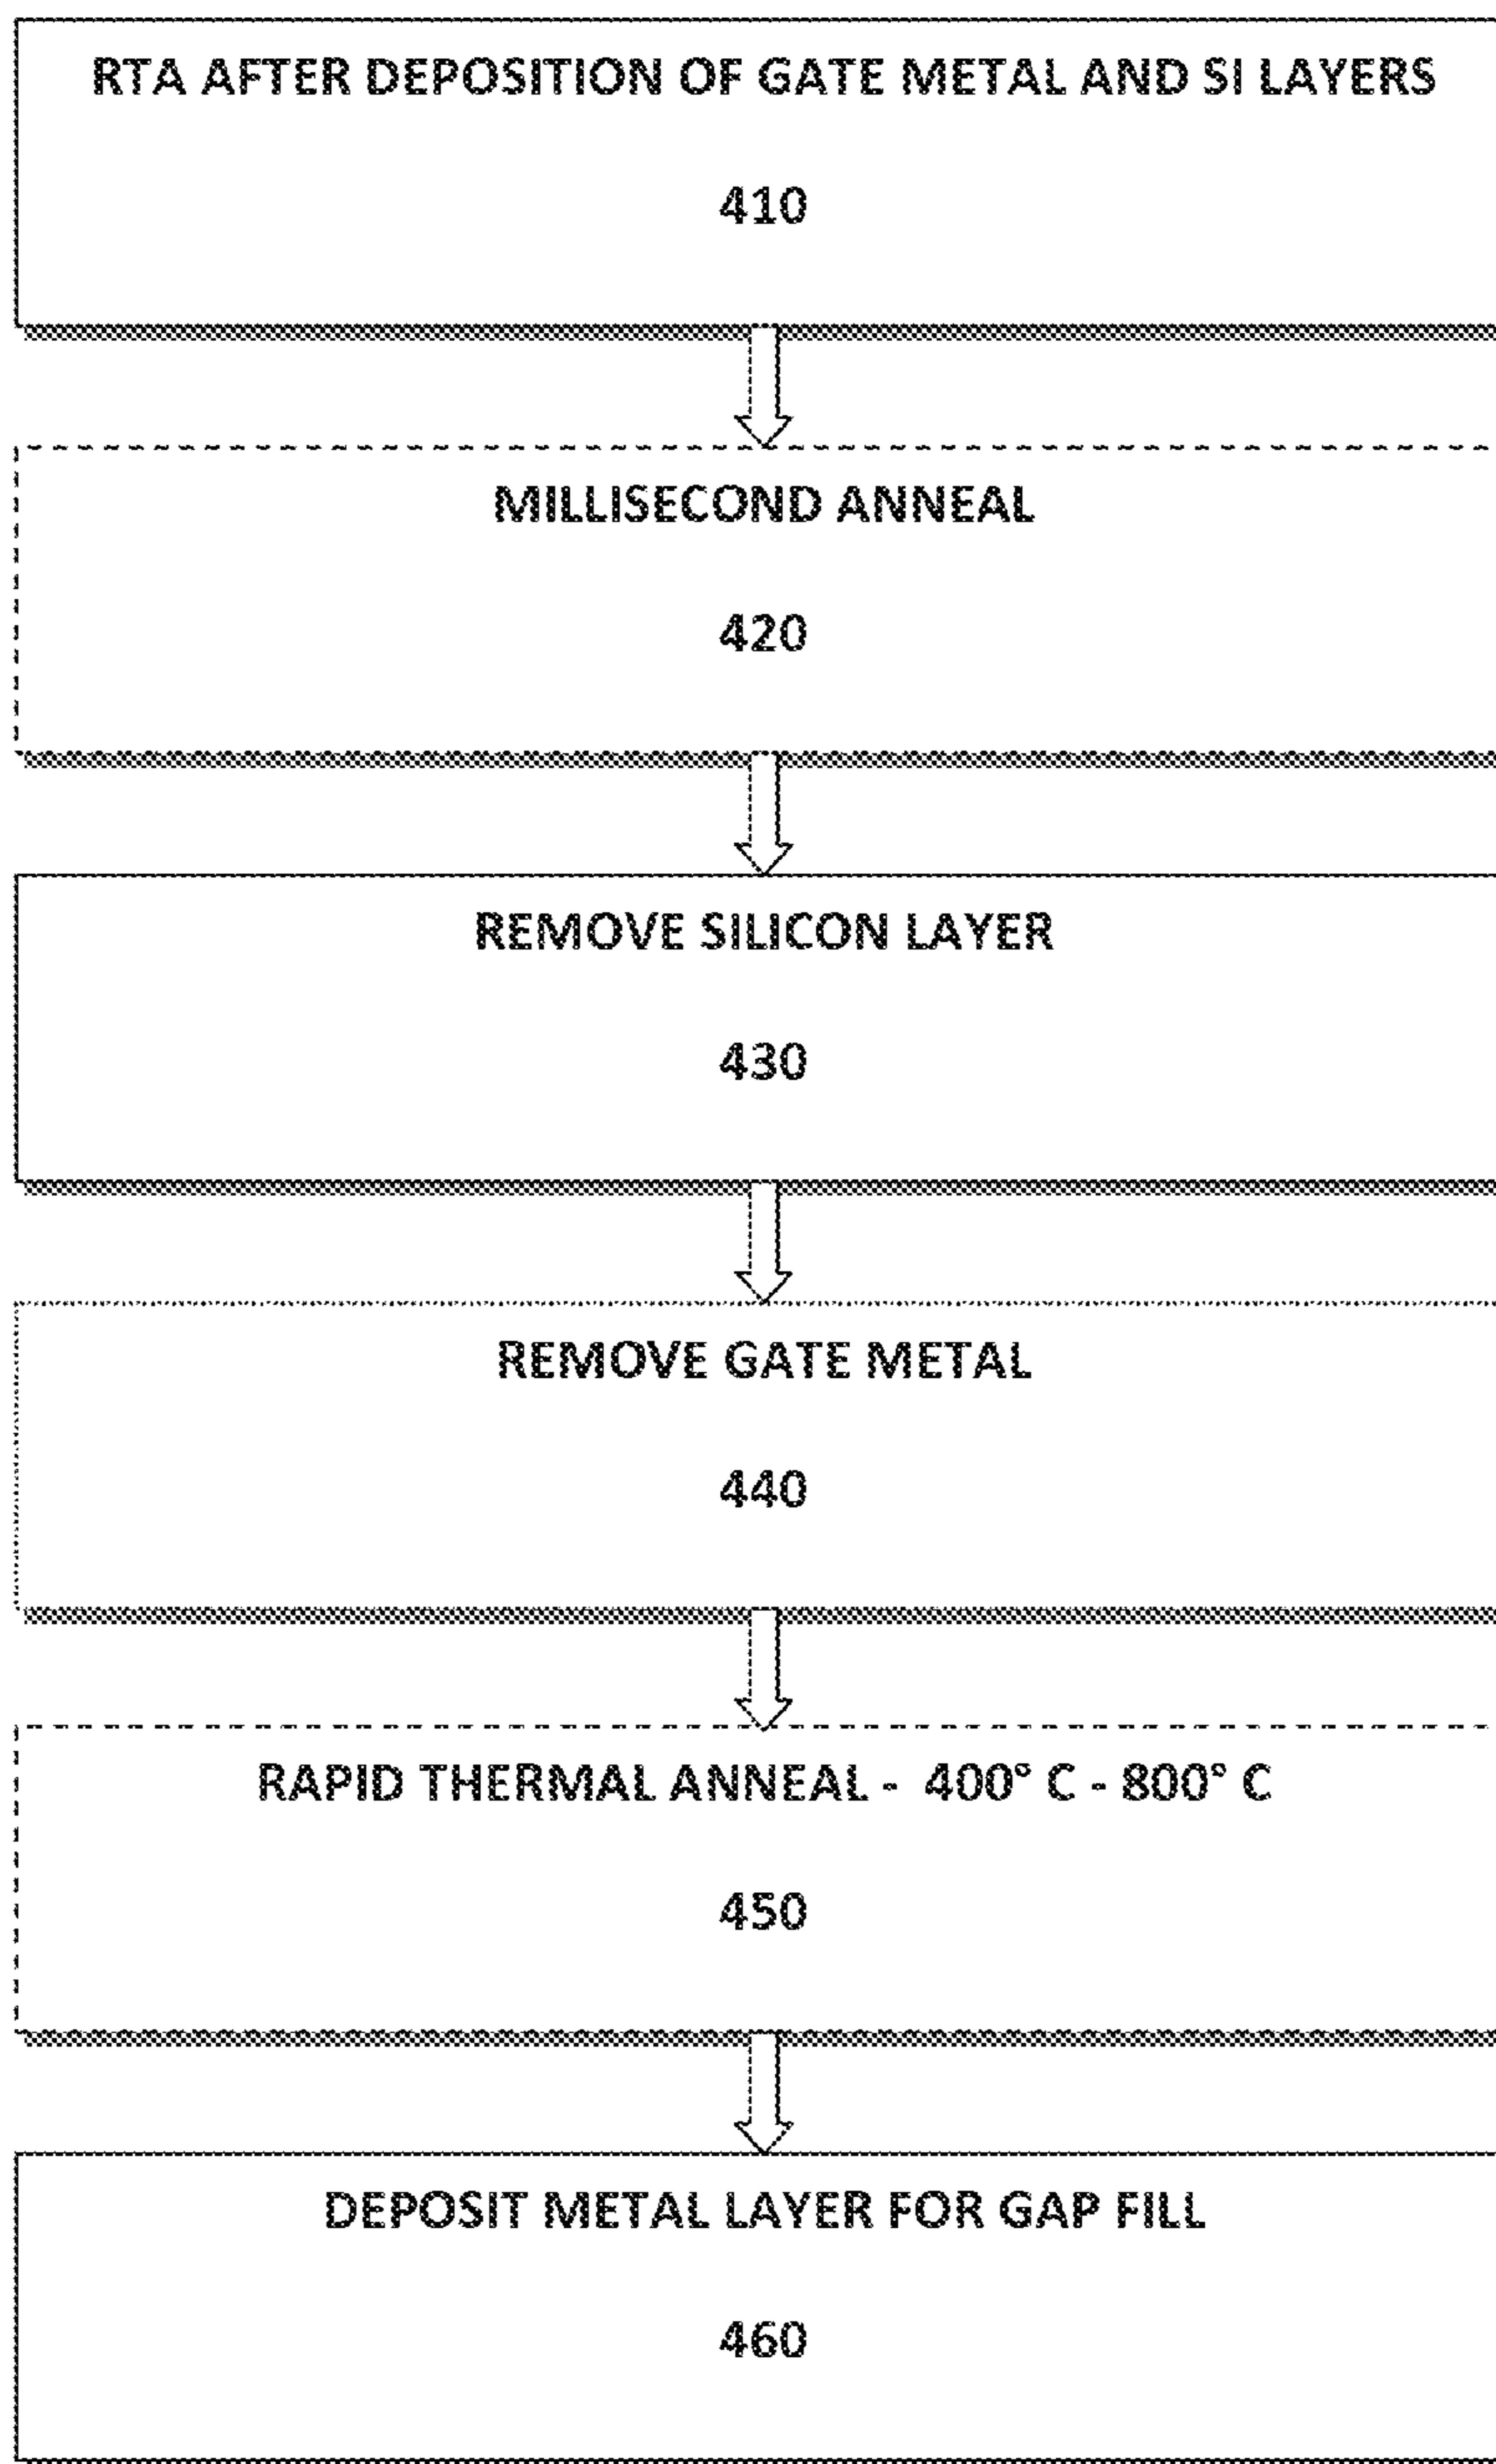 RTA AFTER DEPOSITION OF GATE METAL AND SI LAYERS
410
MILLISECOND ANNEAL
420
REMOVE SILICON LAYER
430
REMOVE GATE METAL
440
RAPID THERMAL ANNEAL - 400° C - 800° C
450
DEPOSIT METAL LAYER FOR GAP FILL
460